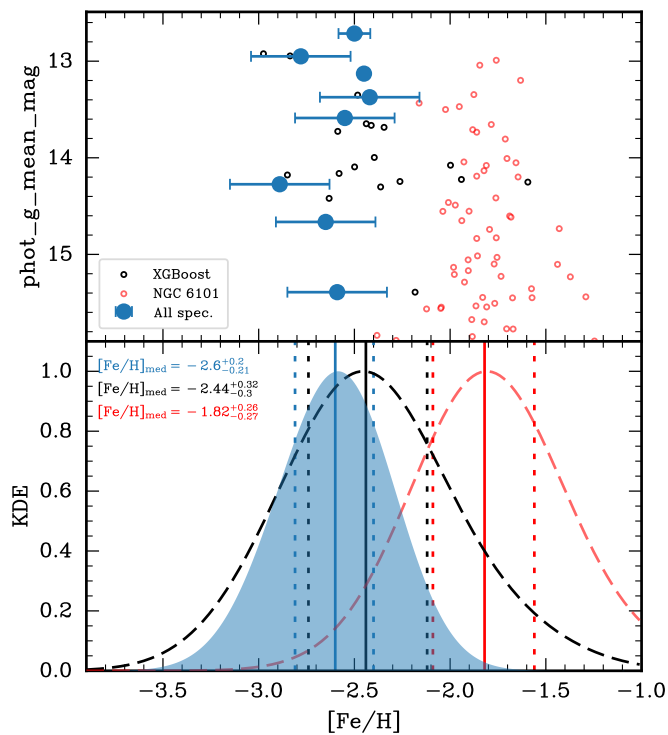 13
14
15
phot_g_mean_mag
XGBoost
NGC 6101
All spec.
[Fe/H]med = −2.6+0.2−0.21
[Fe/H]med = −2.44+0.32−0.3
[Fe/H]med = −1.82+0.26−0.27
1.0
0.8
0.6
0.4
0.2
0.0
KDE
−3.5 −3.0 −2.5 −2.0 −1.5 −1.0
[Fe/H]